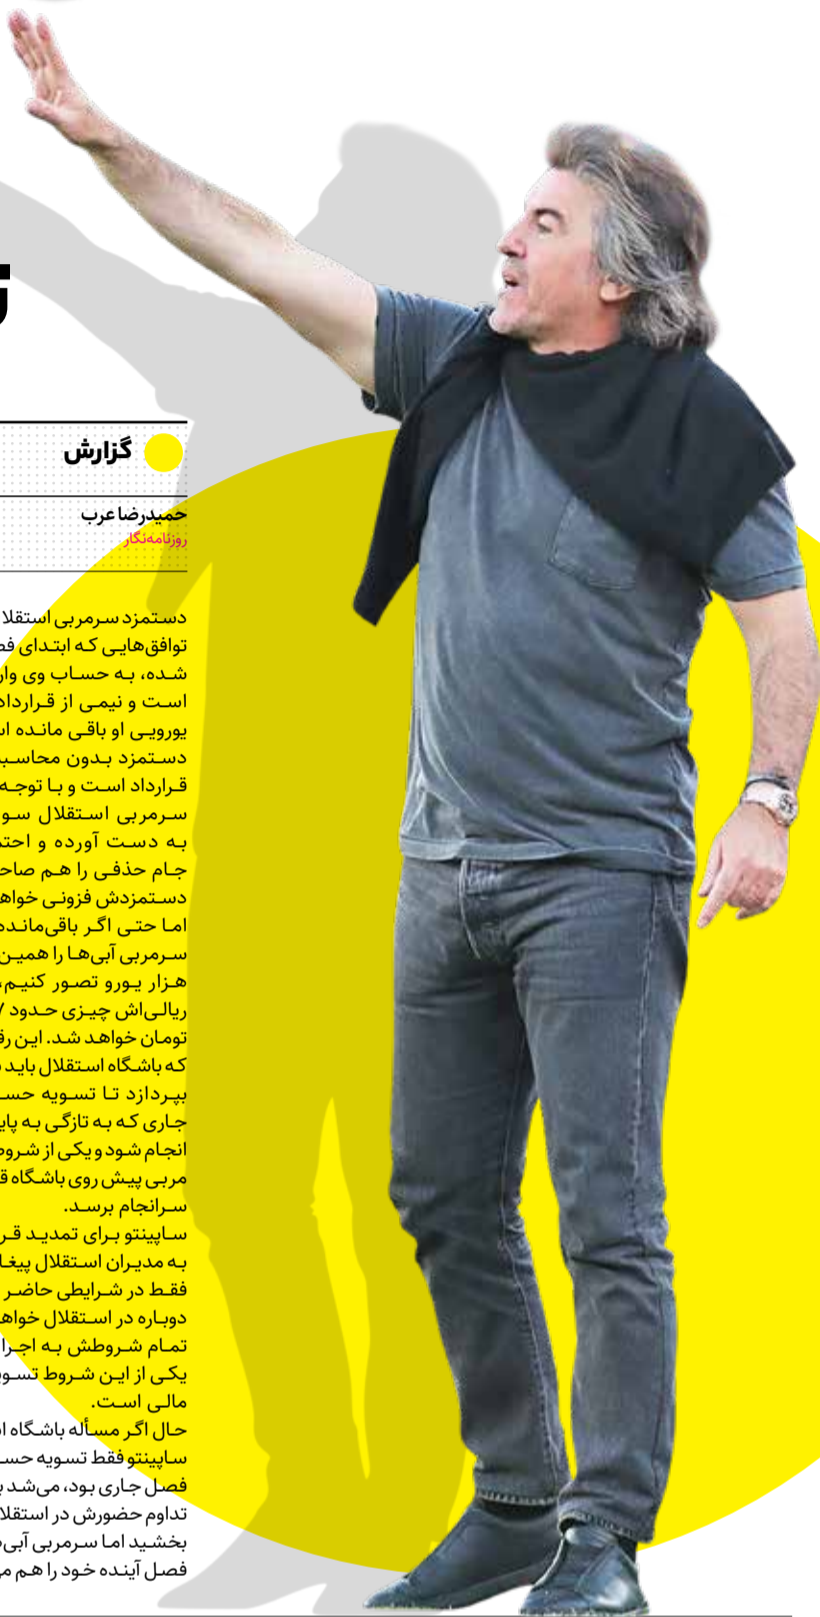 گزارش
حمیدرضا عرب
روزنامه‌نگار
دستمزد سرمربی استقلا
توافق‌هایی که ابتدای فص
شده، به حساب وی وار
است و نیمی از قرارداد
یورویی او باقی مانده اس
دستمزد بدون محاسب
قرارداد است و با توجه
سرمربی استقلال سو
به دست آورده و احتم
جام حذفی را هم صاح
دستمزدش فزونی خواه
اما حتی اگر باقی‌مانده
سرمربی آبی‌ها را همین
هزار یورو تصور کنیم،
ریالی‌اش چیزی حدود ۷
تومان خواهد شد. این رق
که باشگاه استقلال باید
بپردازد تا تسویه حس
جاری که به تازگی به پای
انجام شود و یکی از شرو
مربی پیش روی باشگاه ق
سرانجام برسد.
ساپینتو برای تمدید قر
به مدیران استقلال پیغا
فقط در شرایطی حاضر
دوباره در استقلال خواه
تمام شروطش به اجرا
یکی از این شروط تسو
مالی است.
حال اگر مسأله باشگاه ا
ساپینتو فقط تسویه حس
فصل جاری بود، می‌شد ب
تداوم حضورش در استقلا
بخشید اما سرمربی آبی‌
فصل آینده خود را هم م